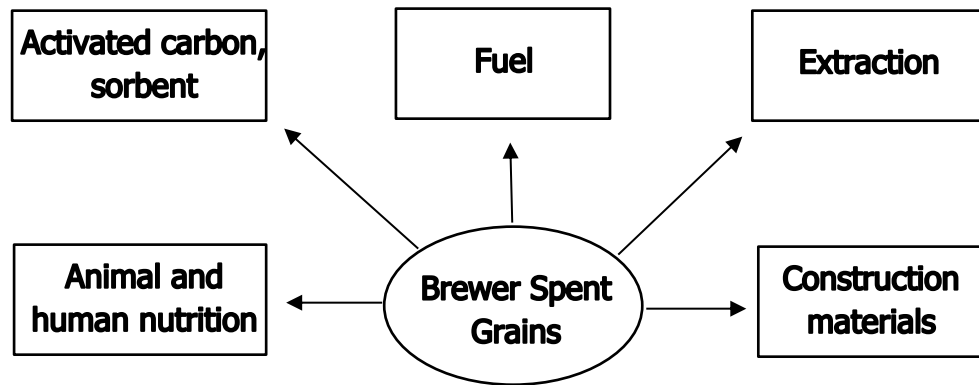 Activated carbon,
sorbent
Fuel
Extraction
Animal and
human nutrition
Brewer Spent
Grains
Construction
materials